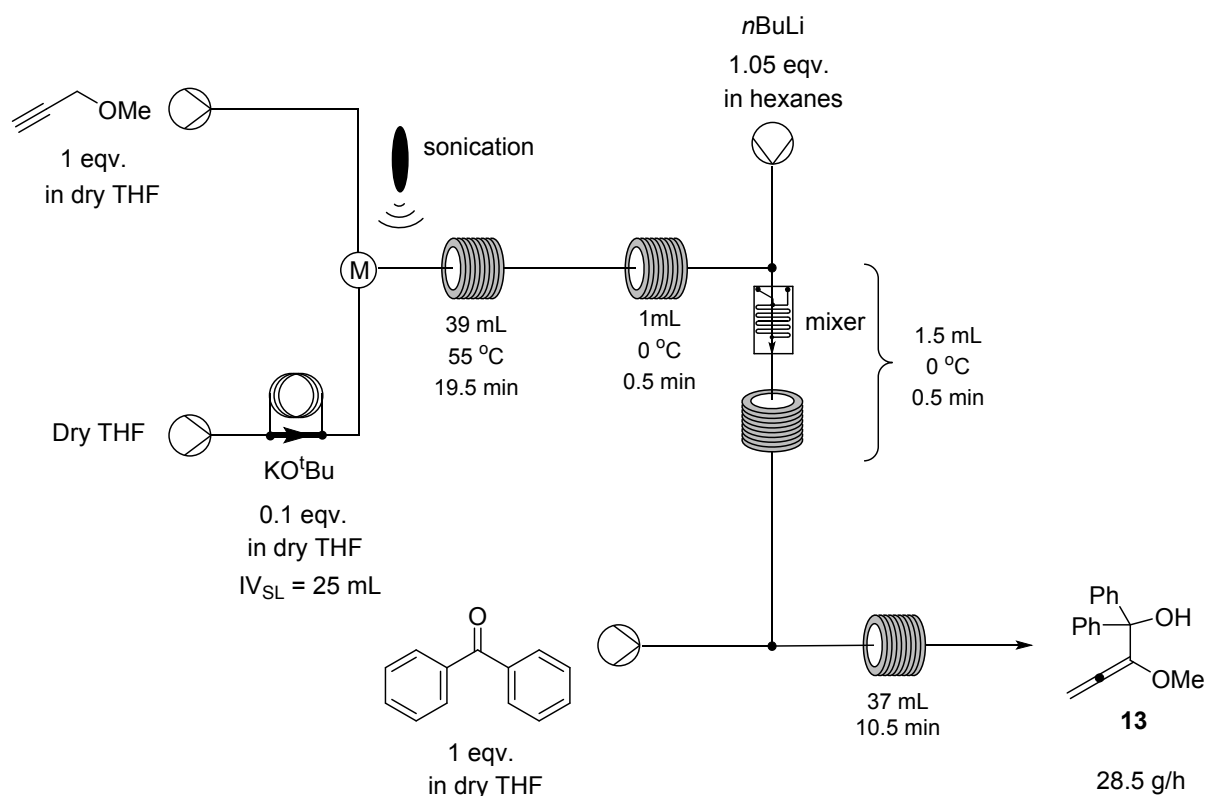 nBuLi
1.05 eqv.
in hexanes
OMe
1 eqv.
in dry THF
sonication
M
39 mL
55 °C
19.5 min
1mL
0 °C
0.5 min
mixer
1.5 mL
0 °C
0.5 min
Dry THF
KOᵗBu
0.1 eqv.
in dry THF
IV_SL = 25 mL
O
1 eqv.
in dry THF
37 mL
10.5 min
Ph
Ph
OH
OMe
13
28.5 g/h